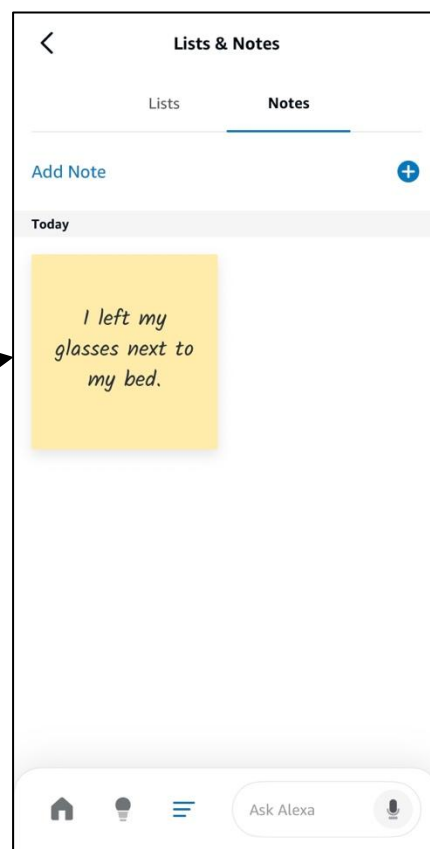 Lists & Notes
Lists Notes
Add Note
Today
I left my
glasses next to
my bed.
Ask Alexa